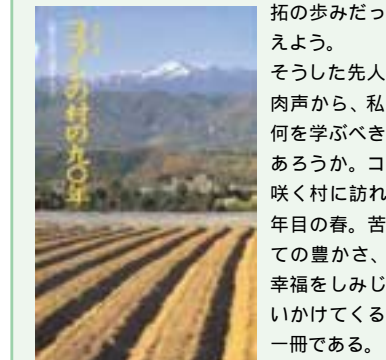 コブシの村の九〇年
拓の歩みだっ
えよう。
そうした先人
肉声から、私
何を学ぶべき
あろうか。コ
咲く村に訪れ
年目の春。苦
ての豊かさ、
幸福をしみじ
いかけてくる
一冊である。